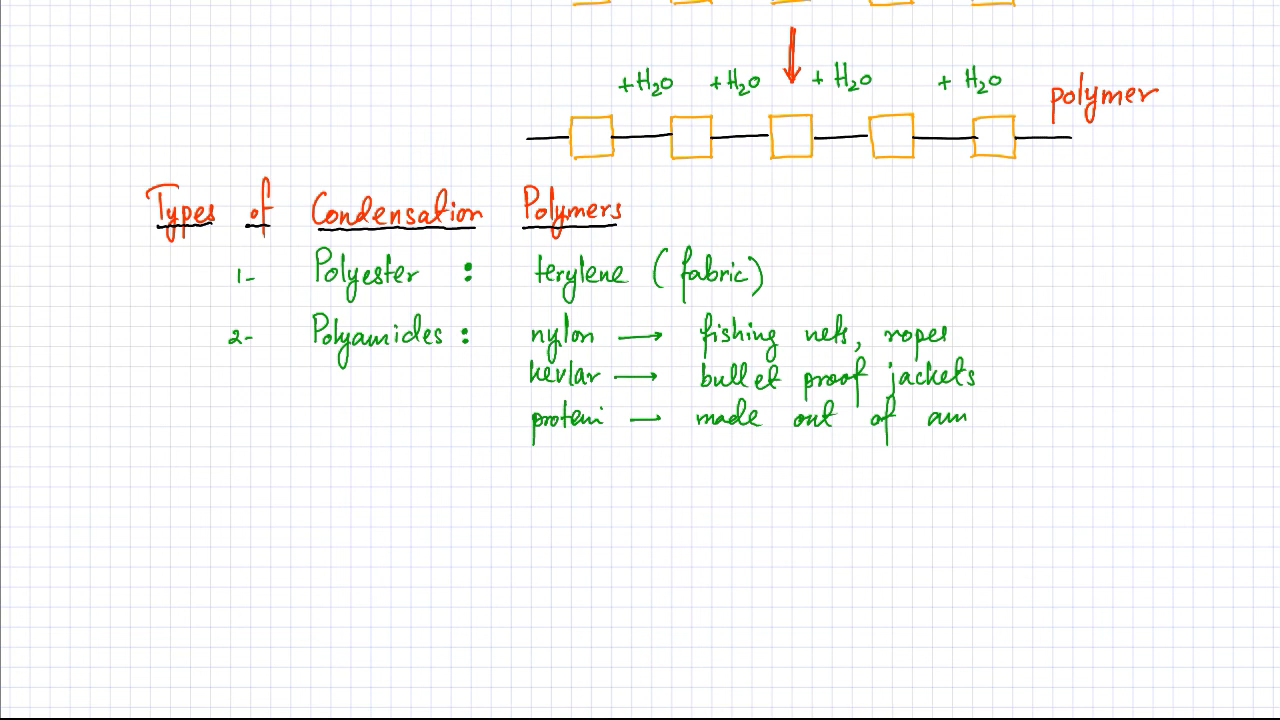 +H₂O +H₂O + H₂O + H₂O
polymer
Types of Condensation Polymers
1- Polyester : terylene (fabric)
2- Polyamides : nylon → fishing nets, ropes
kevlar → bullet proof jackets
protein → made out of am